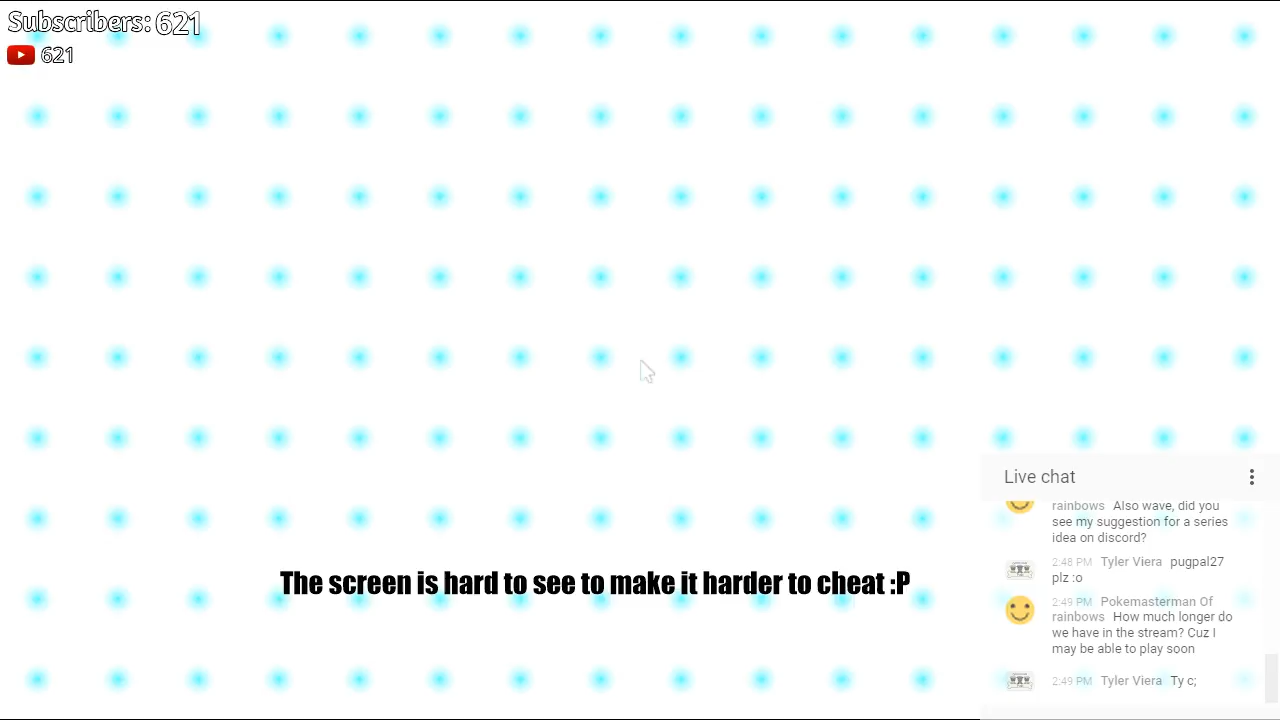 Subscribers: 621
621
The screen is hard to see to make it harder to cheat :P
Live chat
rainbows Also wave, did you
see my suggestion for a series
idea on discord?
2:48 PM Tyler Viera pugpal27
plz :o
2:49 PM Pokemasterman Of
rainbows How much longer do
we have in the stream? Cuz I
may be able to play soon
2:49 PM Tyler Viera Ty c;